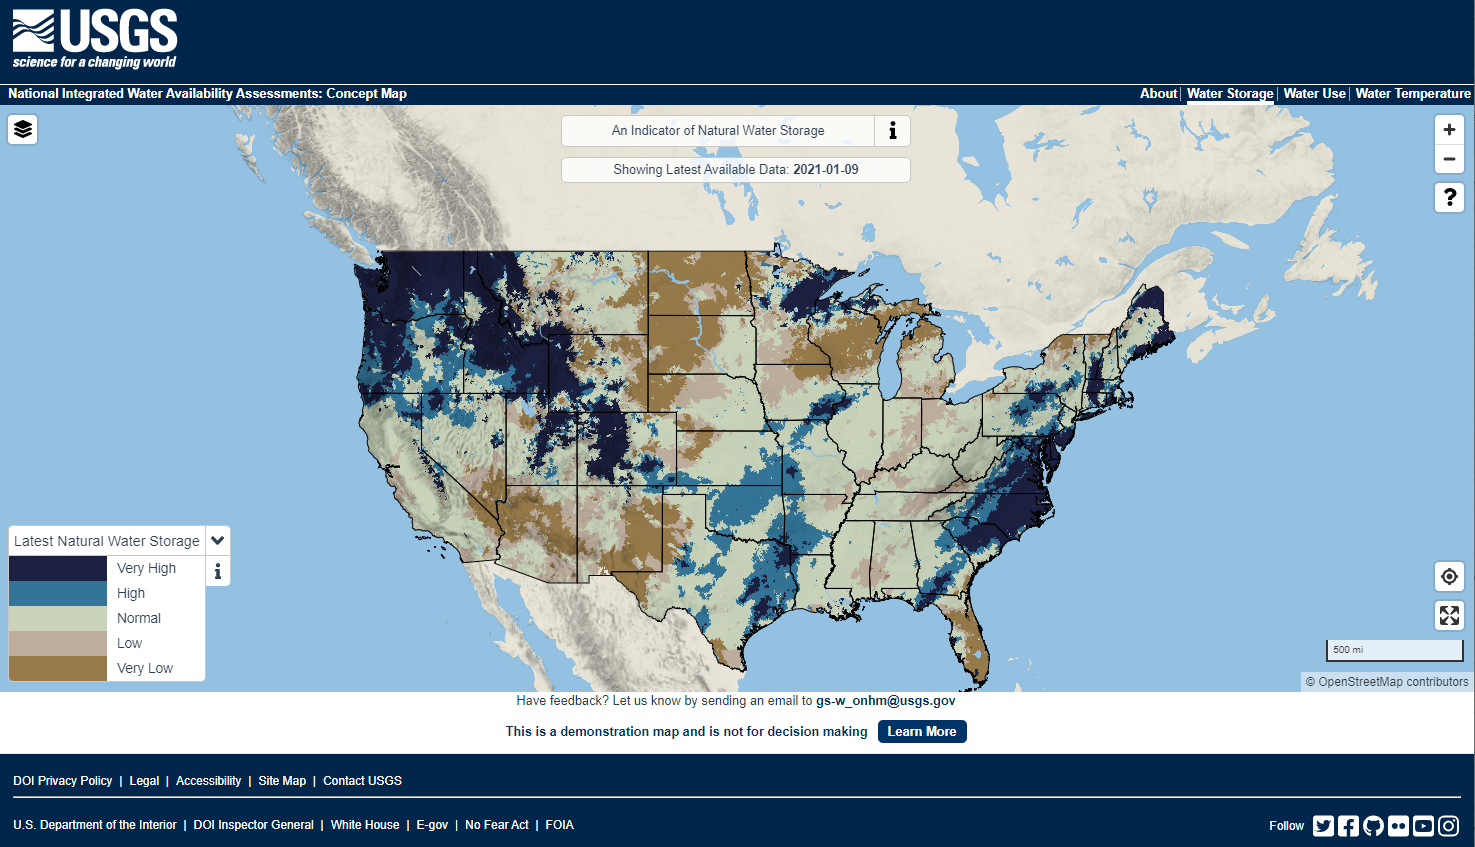 USGS
science for a changing world
National Integrated Water Availability Assessments: Concept Map
About | Water Storage | Water Use | Water Temperature
An Indicator of Natural Water Storage i
Showing Latest Available Data: 2021-01-09
+
−
?
Latest Natural Water Storage
Very High i
High
Normal
Low
Very Low
500 mi
© OpenStreetMap contributors
Have feedback? Let us know by sending an email to gs-w_onhm@usgs.gov
This is a demonstration map and is not for decision making Learn More
DOI Privacy Policy | Legal | Accessibility | Site Map | Contact USGS
U.S. Department of the Interior | DOI Inspector General | White House | E-gov | No Fear Act | FOIA
Follow